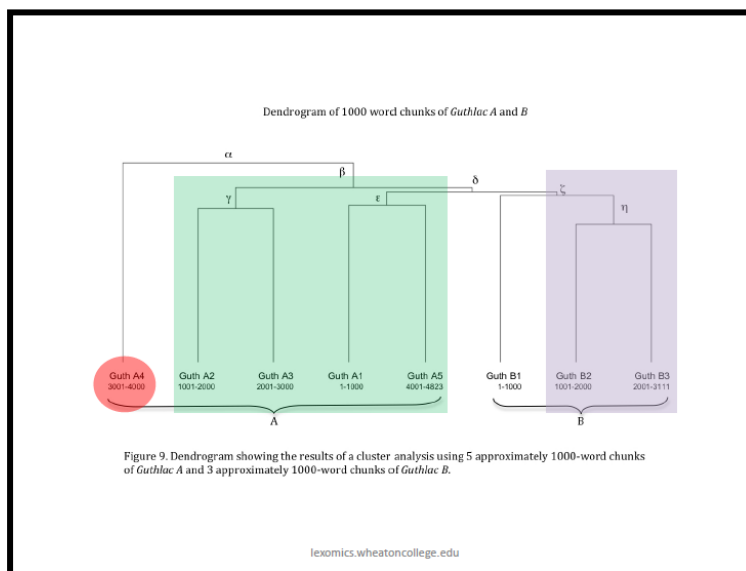 Dendrogram of 1000 word chunks of Guthlac A and B
α
β
δ
γ
ε
ζ
η
Guth A4
3001-4000
Guth A2
1001-2000
Guth A3
2001-3000
Guth A1
1-1000
Guth A5
4001-4823
Guth B1
1-1000
Guth B2
1001-2000
Guth B3
2001-3111
A
B
Figure 9. Dendrogram showing the results of a cluster analysis using 5 approximately 1000-word chunks
of Guthlac A and 3 approximately 1000-word chunks of Guthlac B.
lexomics.wheatoncollege.edu